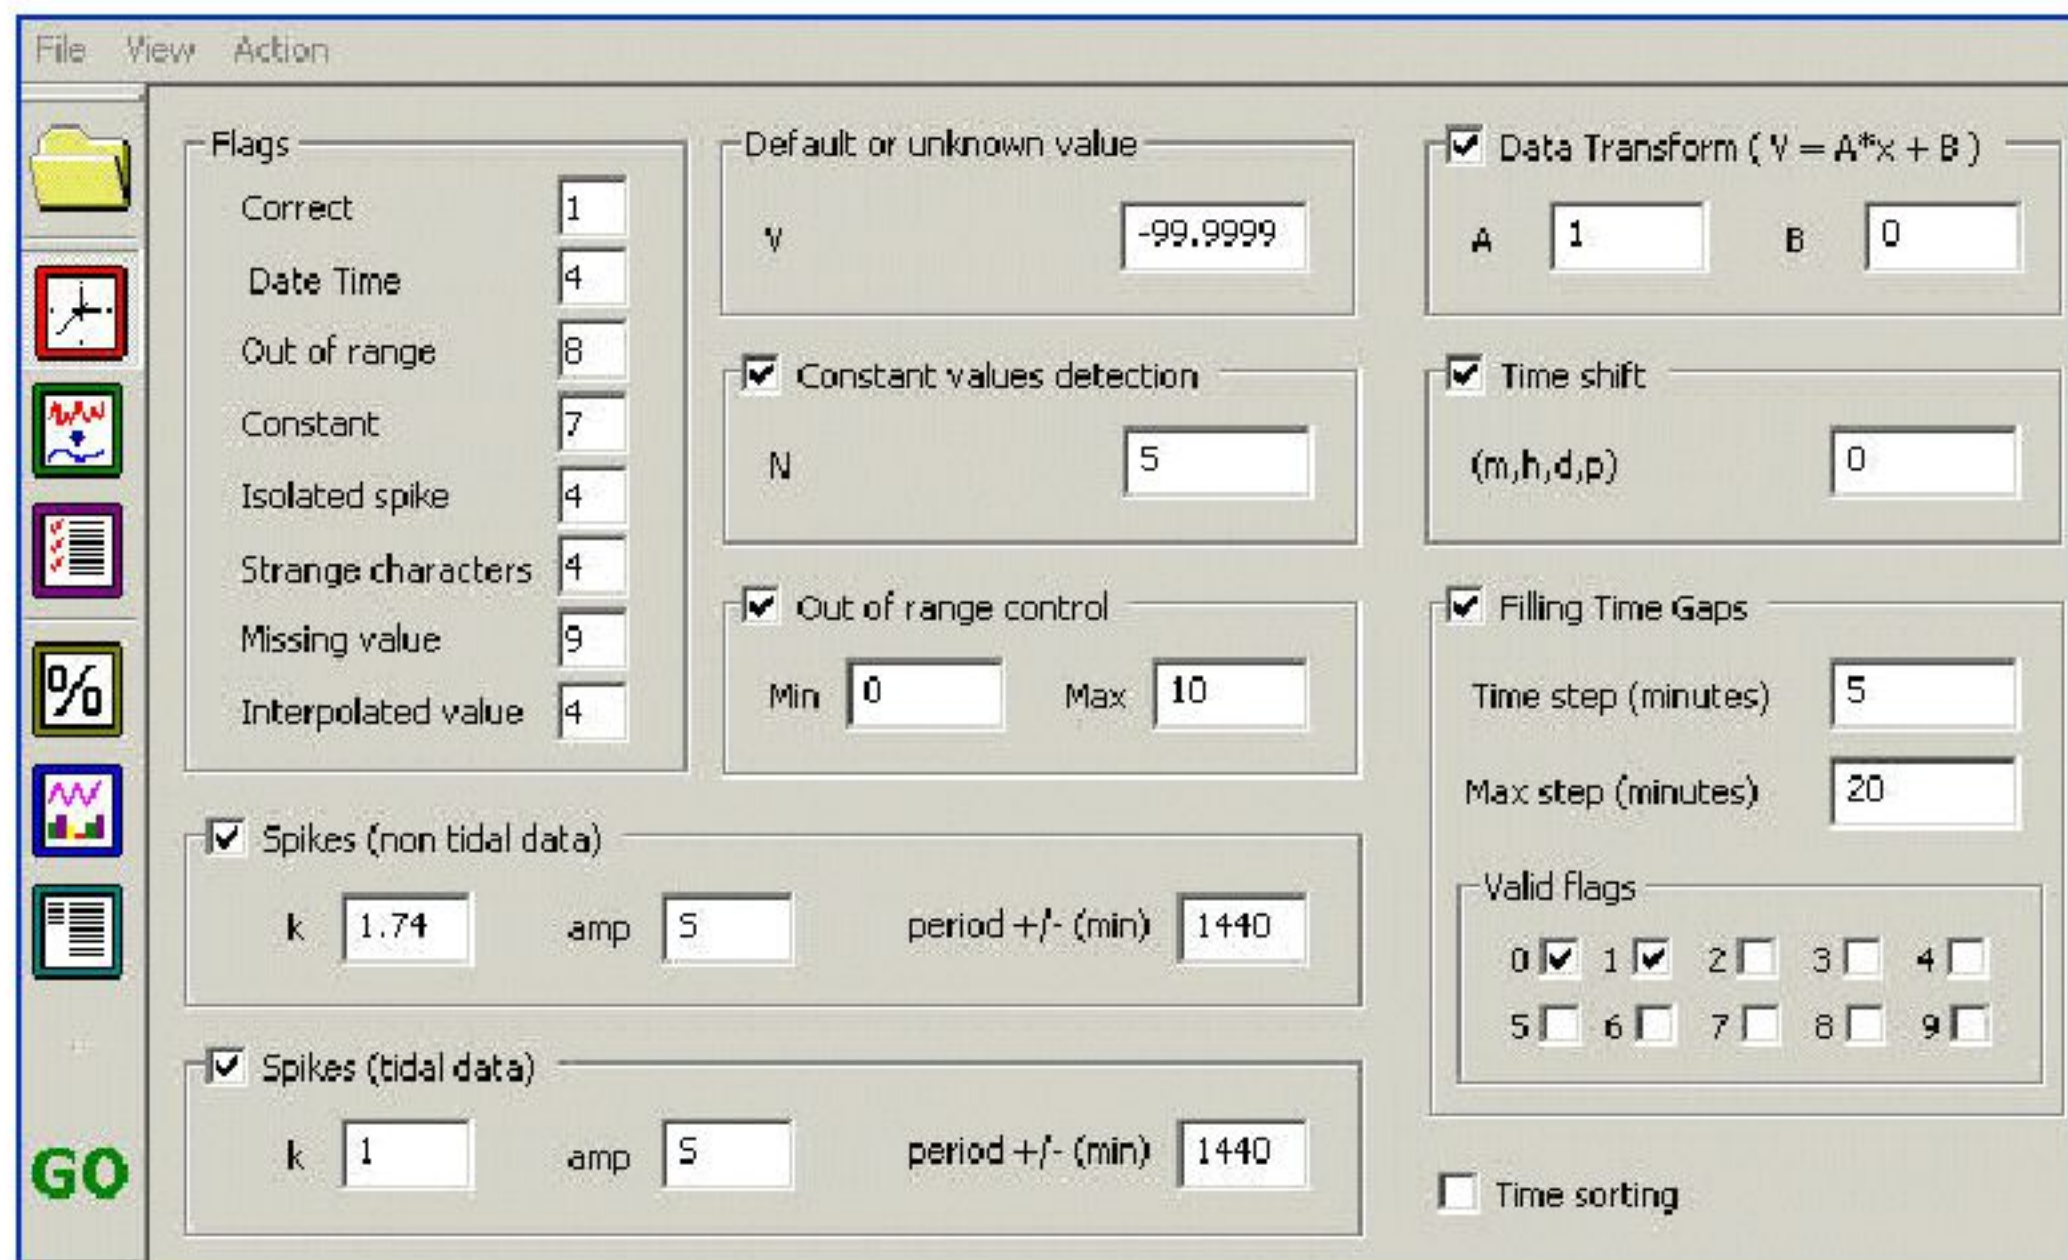 File View Action
Flags
Correct 1
Date Time 4
Out of range 8
Constant 7
Isolated spike 4
Strange characters 4
Missing value 9
Interpolated value 4
Default or unknown value
V -99.9999
Constant values detection
N 5
Out of range control
Min 0 Max 10
Data Transform ( V = A*x + B )
A 1 B 0
Time shift
(m,h,d,p) 0
Filling Time Gaps
Time step (minutes) 5
Max step (minutes) 20
Valid flags
0 1 2 3 4
5 6 7 8 9
Spikes (non tidal data)
k 1.74 amp 5 period +/- (min) 1440
Spikes (tidal data)
k 1 amp 5 period +/- (min) 1440
Time sorting
%
GO